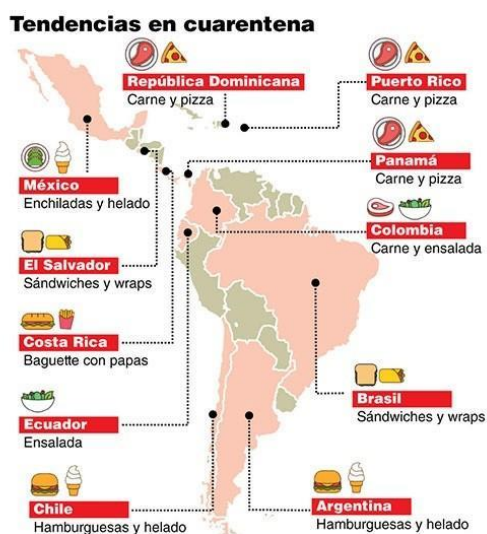 Tendencias en cuarentena
República Dominicana
Carne y pizza
Puerto Rico
Carne y pizza
Panamá
Carne y pizza
México
Enchiladas y helado
Colombia
Carne y ensalada
El Salvador
Sándwiches y wraps
Costa Rica
Baguette con papas
Brasil
Sándwiches y wraps
Ecuador
Ensalada
Chile
Hamburguesas y helado
Argentina
Hamburguesas y helado